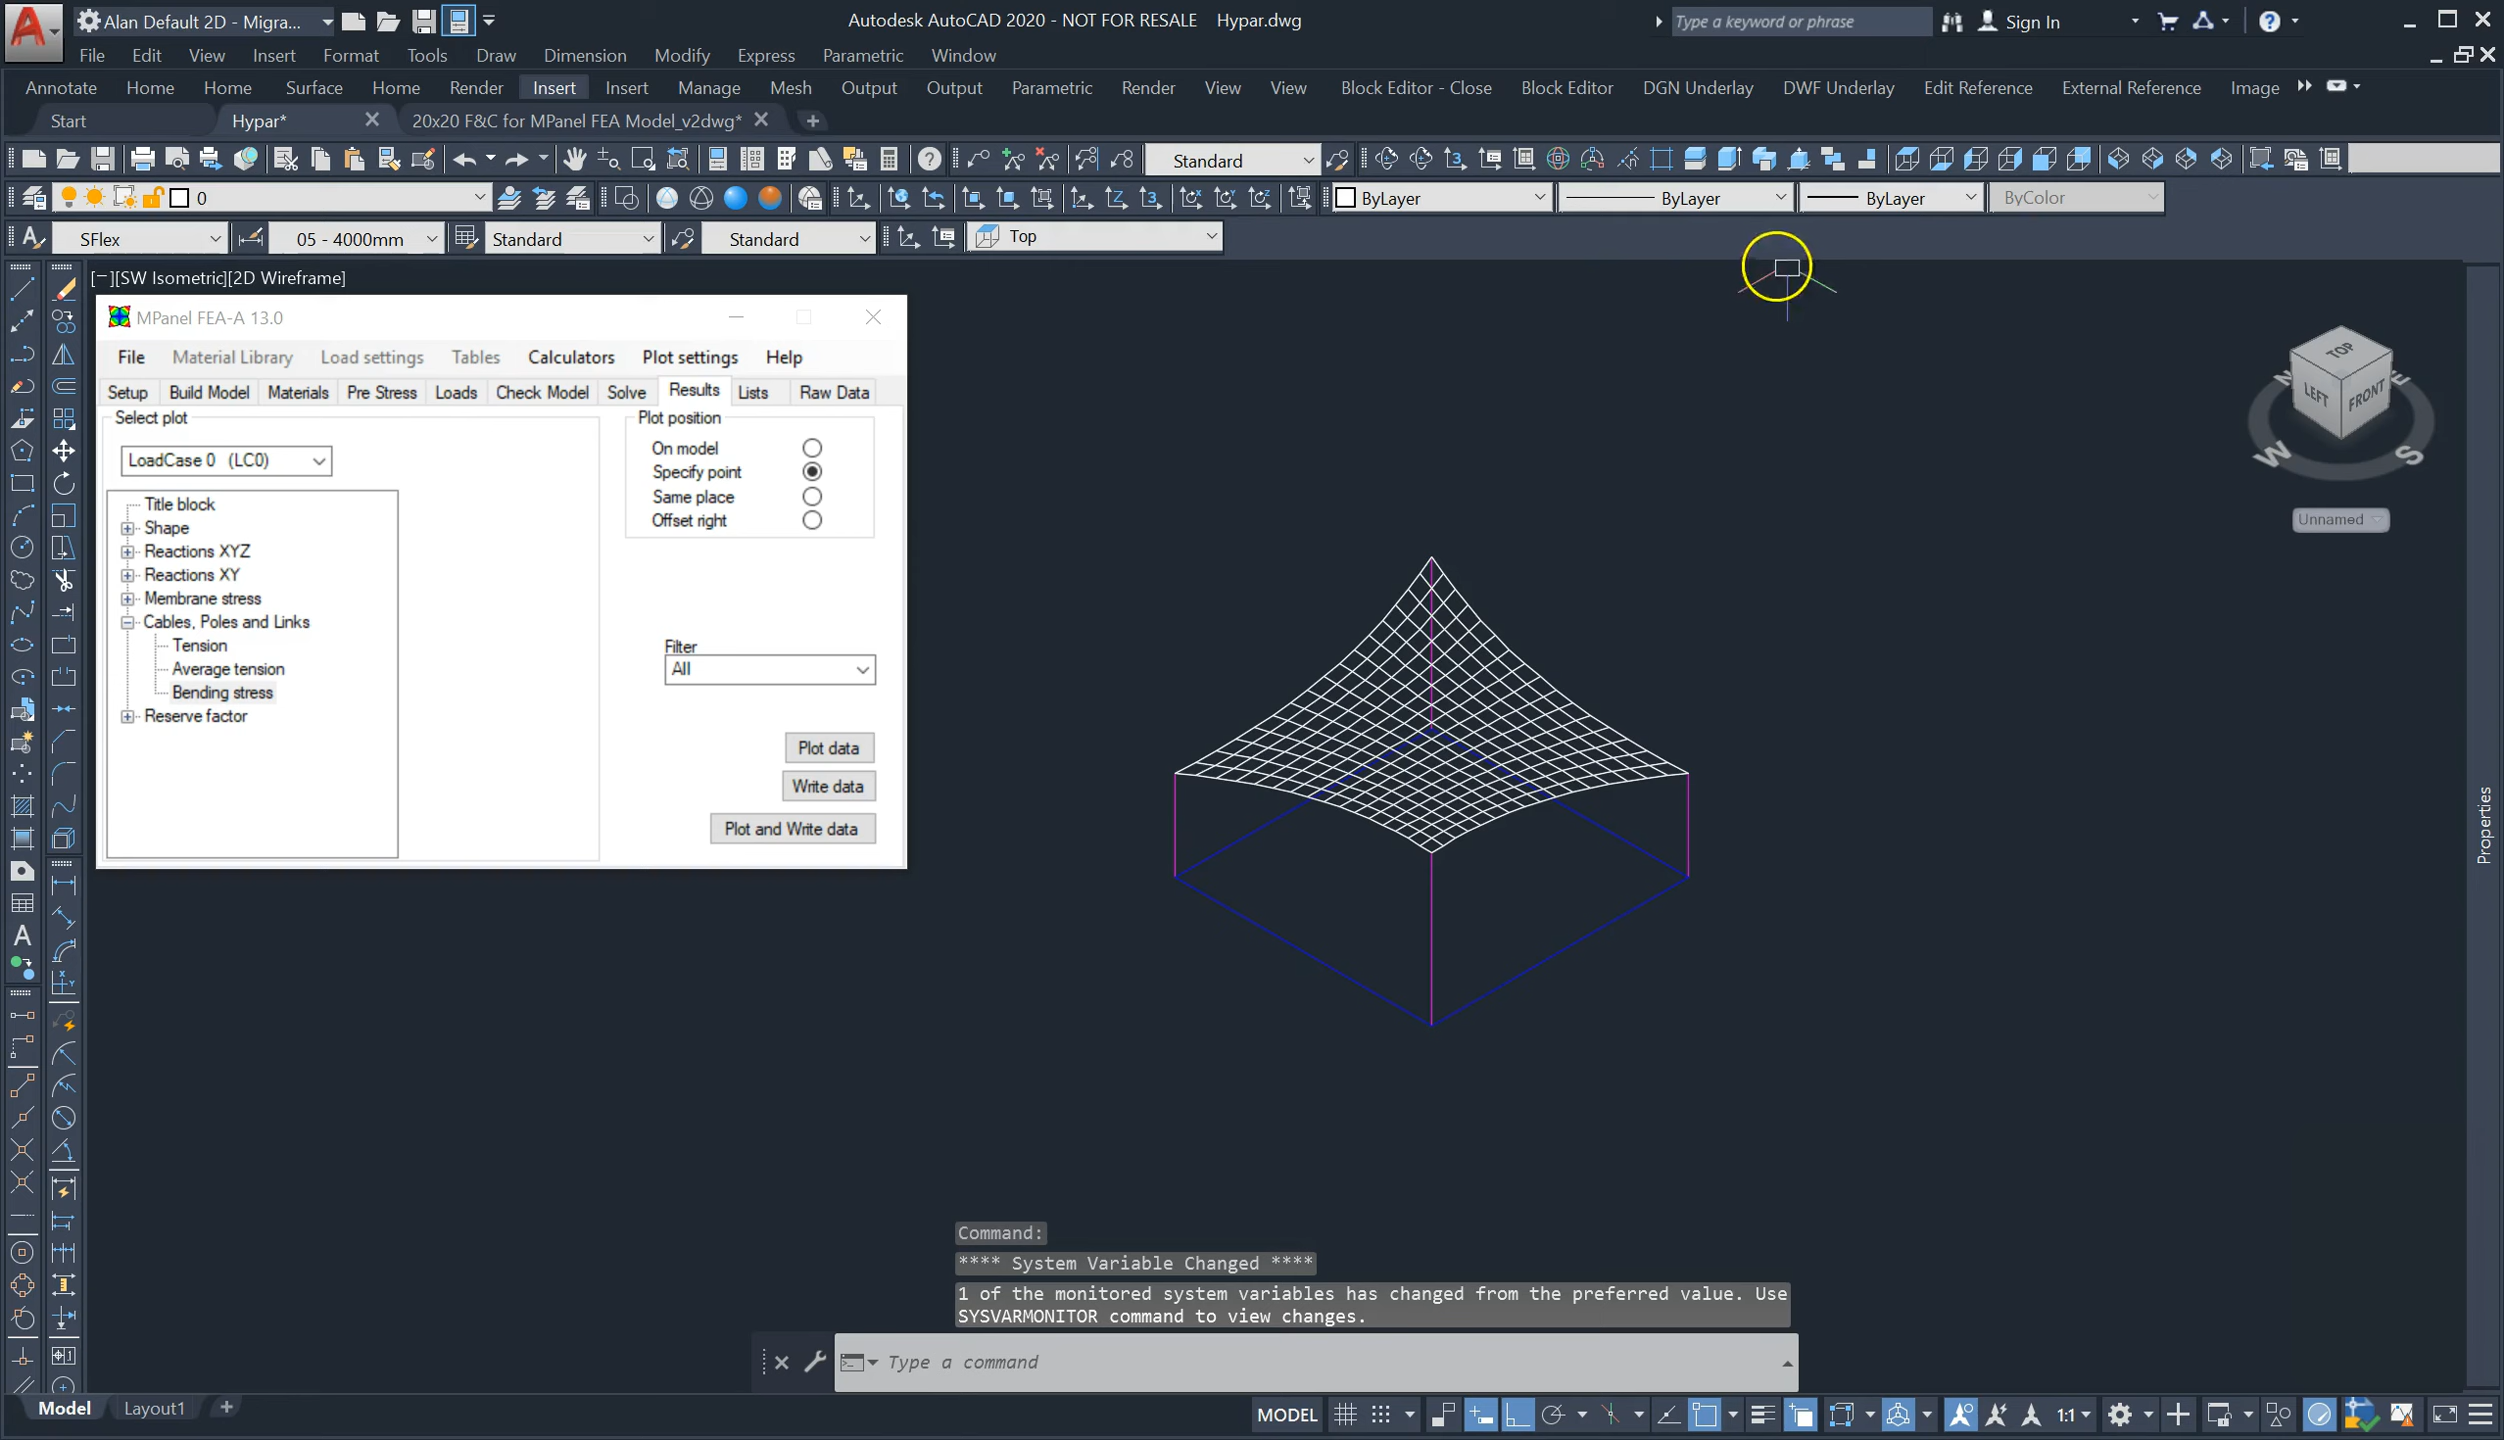 Alan Default 2D - Migra...
Autodesk AutoCAD 2020 - NOT FOR RESALE Hypar.dwg
Type a keyword or phrase
Sign In
File Edit View Insert Format Tools Draw Dimension Modify Express Parametric Window
Annotate Home Home Surface Home Render Insert Insert Manage Mesh Output Output Parametric Render View View Block Editor - Close Block Editor DGN Underlay DWF Underlay Edit Reference External Reference Image
Start Hypar* 20x20 F&C for MPanel FEA Model_v2dwg*
Standard
0 ByLayer ByLayer ByLayer ByColor
SFlex 05 - 4000mm Standard Standard Top
[−][SW Isometric][2D Wireframe]
MPanel FEA-A 13.0
File Material Library Load settings Tables Calculators Plot settings Help
Setup Build Model Materials Pre Stress Loads Check Model Solve Results Lists Raw Data
Select plot
LoadCase 0 (LC0)
Title block
Shape
Reactions XYZ
Reactions XY
Membrane stress
Cables, Poles and Links
Tension
Average tension
Bending stress
Reserve factor
Plot position
On model
Specify point
Same place
Offset right
Filter
All
Plot data
Write data
Plot and Write data
TOP
LEFT
FRONT
W
S
Unnamed
Properties
Command:
**** System Variable Changed ****
1 of the monitored system variables has changed from the preferred value. Use
SYSVARMONITOR command to view changes.
Type a command
Model Layout1
MODEL
1:1